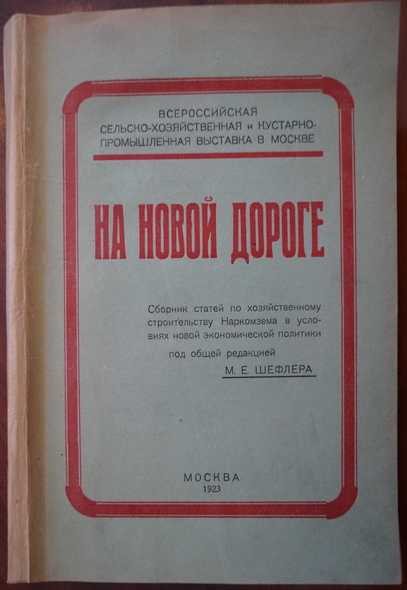 ВСЕРОССИЙСКАЯ
СЕЛЬСКО-ХОЗЯЙСТВЕННАЯ и КУСТАРНО-
ПРОМЫШЛЕННАЯ ВЫСТАВКА В МОСКВЕ
НА НОВОЙ ДОРОГЕ
Сборник статей по хозяйственному
строительству Наркомзема в усло-
виях новой экономической политики
под общей редакцией
М. Е. ШЕФЛЕРА
МОСКВА
1923